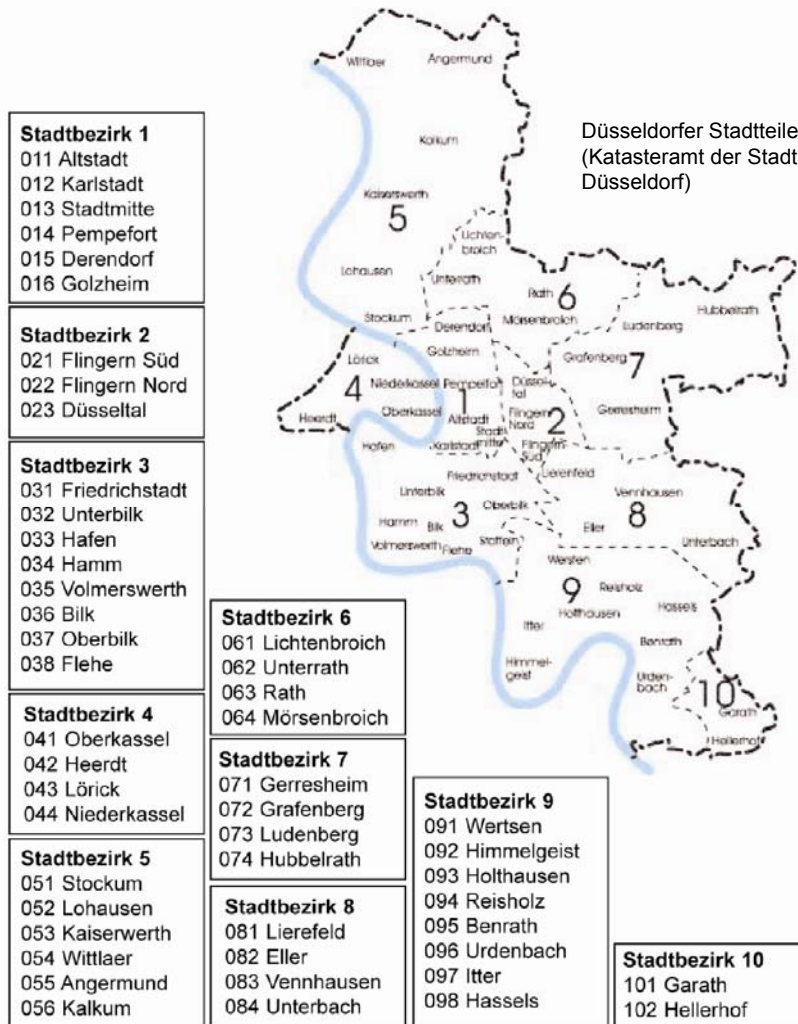 Düsseldorfer Stadtteile
(Katasteramt der Stadt
Düsseldorf)
Wittlaer
Angermund
Kalkum
Kaiserswerth
5
Lichten-
broich
Lohausen
Unterrath
Rath
6
Hubbelrath
Stockum
Mörsenbroich
Ludenberg
Derendorf
Golzheim
Lörick
Grafenberg
7
4
Niederkassel
Pempelfort
Düssel-
tal
1
Heerdt
Oberkassel
Altstadt
Flingern
Nord
2
Gerresheim
Stadt
mitte
Hafen
Karlstadt
Flingern
Süd
Friedrichstadt
Lierenfeld
Unterbilk
Vennhausen
Oberbilk
3
8
Hamm
Bilk
Eller
Stoffeln
Unterbach
Volmerswerth
Flehe
Wersten
9
Reisholz
Hassels
Holthausen
Itter
Benrath
Himmel-
geist
Urden-
bach
10
Garath
Hellerhof
Stadtbezirk 1
011 Altstadt
012 Karlstadt
013 Stadtmitte
014 Pempefort
015 Derendorf
016 Golzheim
Stadtbezirk 2
021 Flingern Süd
022 Flingern Nord
023 Düsseltal
Stadtbezirk 3
031 Friedrichstadt
032 Unterbilk
033 Hafen
034 Hamm
035 Volmerswerth
036 Bilk
037 Oberbilk
038 Flehe
Stadtbezirk 4
041 Oberkassel
042 Heerdt
043 Lörick
044 Niederkassel
Stadtbezirk 5
051 Stockum
052 Lohausen
053 Kaiserwerth
054 Wittlaer
055 Angermund
056 Kalkum
Stadtbezirk 6
061 Lichtenbroich
062 Unterrath
063 Rath
064 Mörsenbroich
Stadtbezirk 7
071 Gerresheim
072 Grafenberg
073 Ludenberg
074 Hubbelrath
Stadtbezirk 8
081 Lierefeld
082 Eller
083 Vennhausen
084 Unterbach
Stadtbezirk 9
091 Wertsen
092 Himmelgeist
093 Holthausen
094 Reisholz
095 Benrath
096 Urdenbach
097 Itter
098 Hassels
Stadtbezirk 10
101 Garath
102 Hellerhof